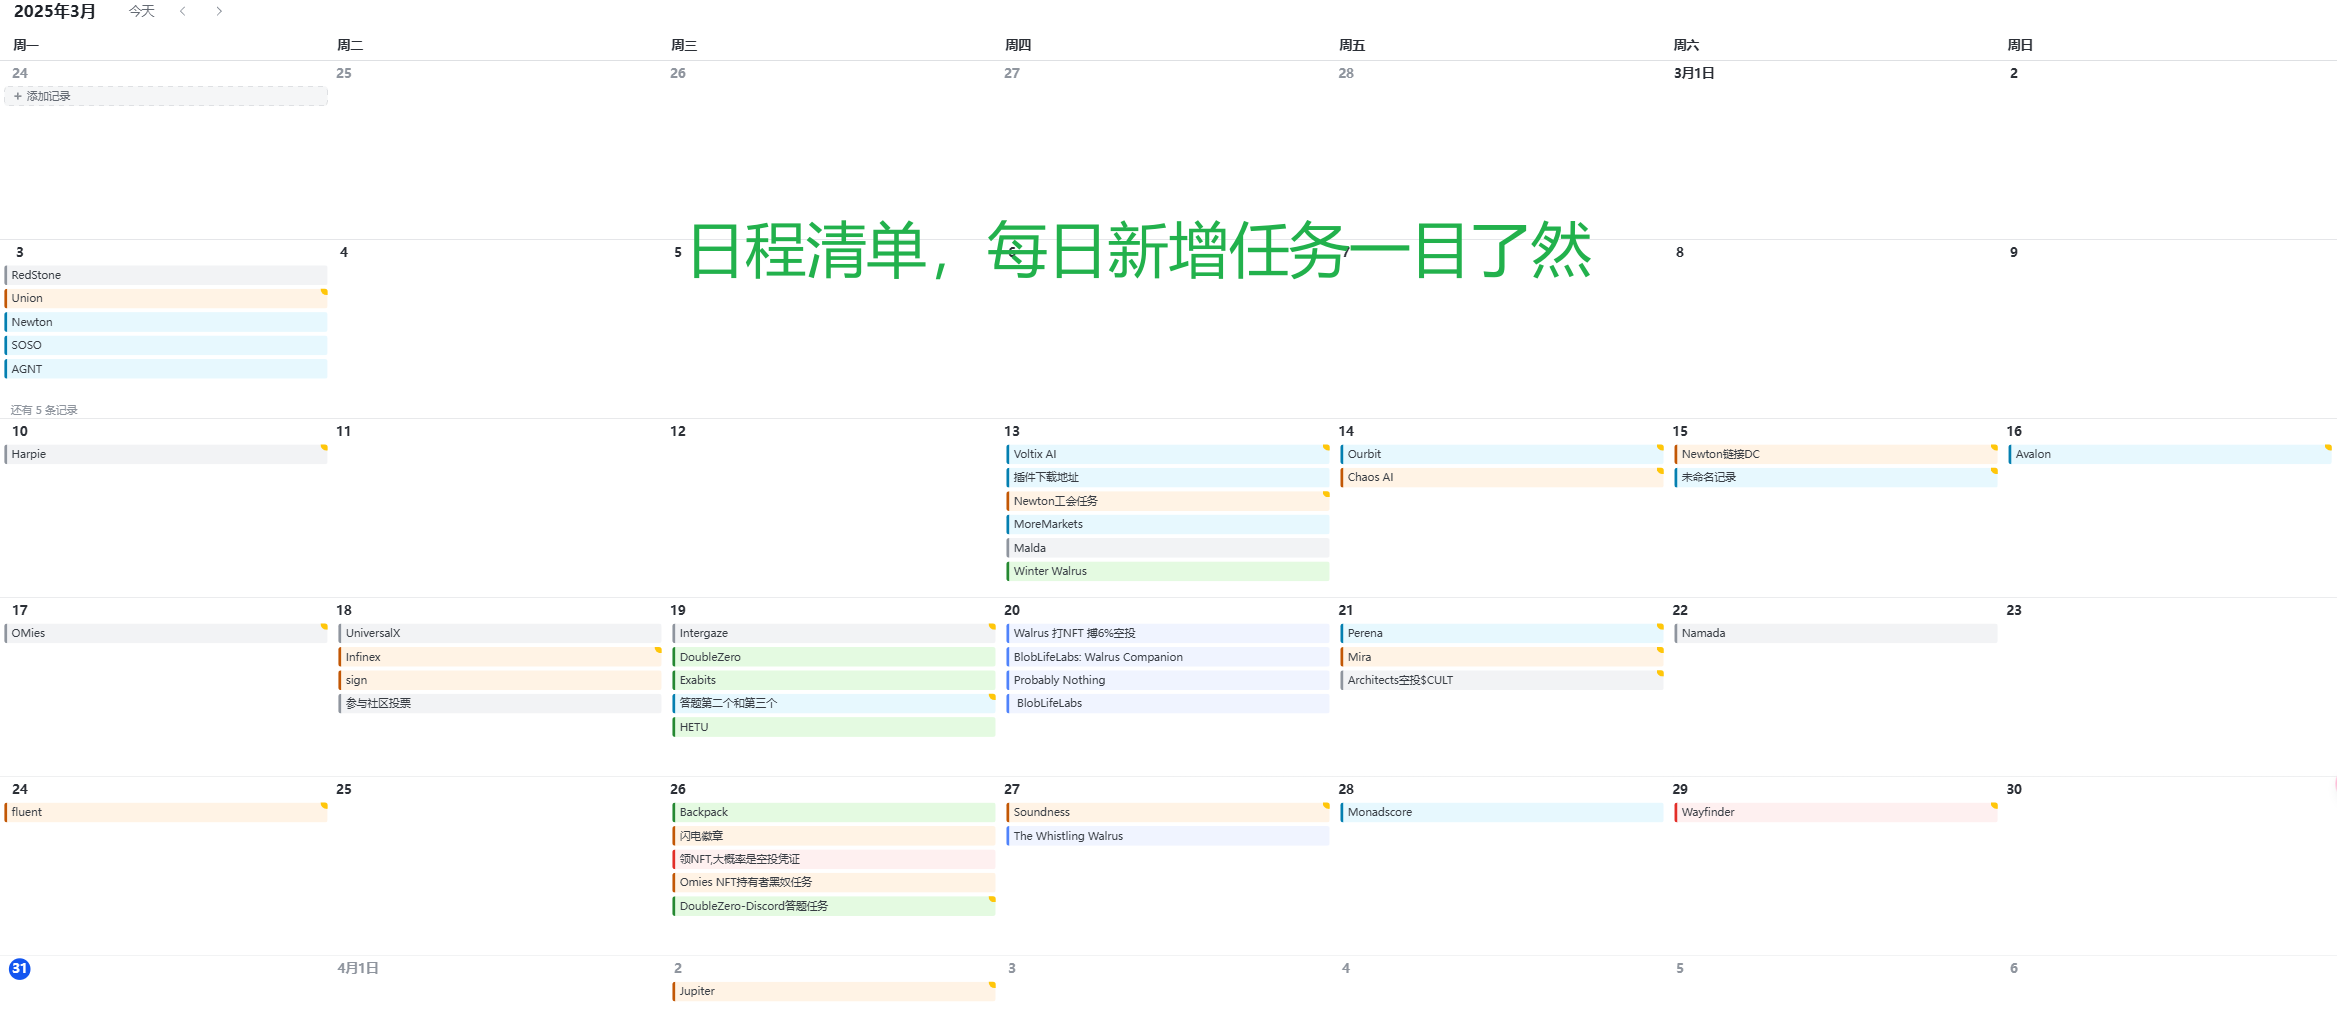 2025年3月 今天
周一 周二 周三 周四 周五 周六 周日
24 25 26 27 28 3月1日 2
+ 添加记录
日程清单，每日新增任务一目了然
3 4 5 6 7 8 9
RedStone
Union
Newton
SOSO
AGNT
还有 5 条记录
10 11 12 13 14 15 16
Harpie
Voltix AI
插件下载地址
Newton工会任务
MoreMarkets
Malda
Winter Walrus
Ourbit
Chaos AI
Newton链接DC
未命名记录
Avalon
17 18 19 20 21 22 23
OMies
UniversalX
Infinex
sign
参与社区投票
Intergaze
DoubleZero
Exabits
答题第二个和第三个
HETU
Walrus 打NFT 搏6%空投
BlobLifeLabs: Walrus Companion
Probably Nothing
BlobLifeLabs
Perena
Mira
Architects空投$CULT
Namada
24 25 26 27 28 29 30
fluent
Backpack
闪电徽章
领NFT,大概率是空投凭证
Omies NFT持有者黑奴任务
DoubleZero-Discord答题任务
Soundness
The Whistling Walrus
Monadscore
Wayfinder
31 4月1日 2 3 4 5 6
Jupiter